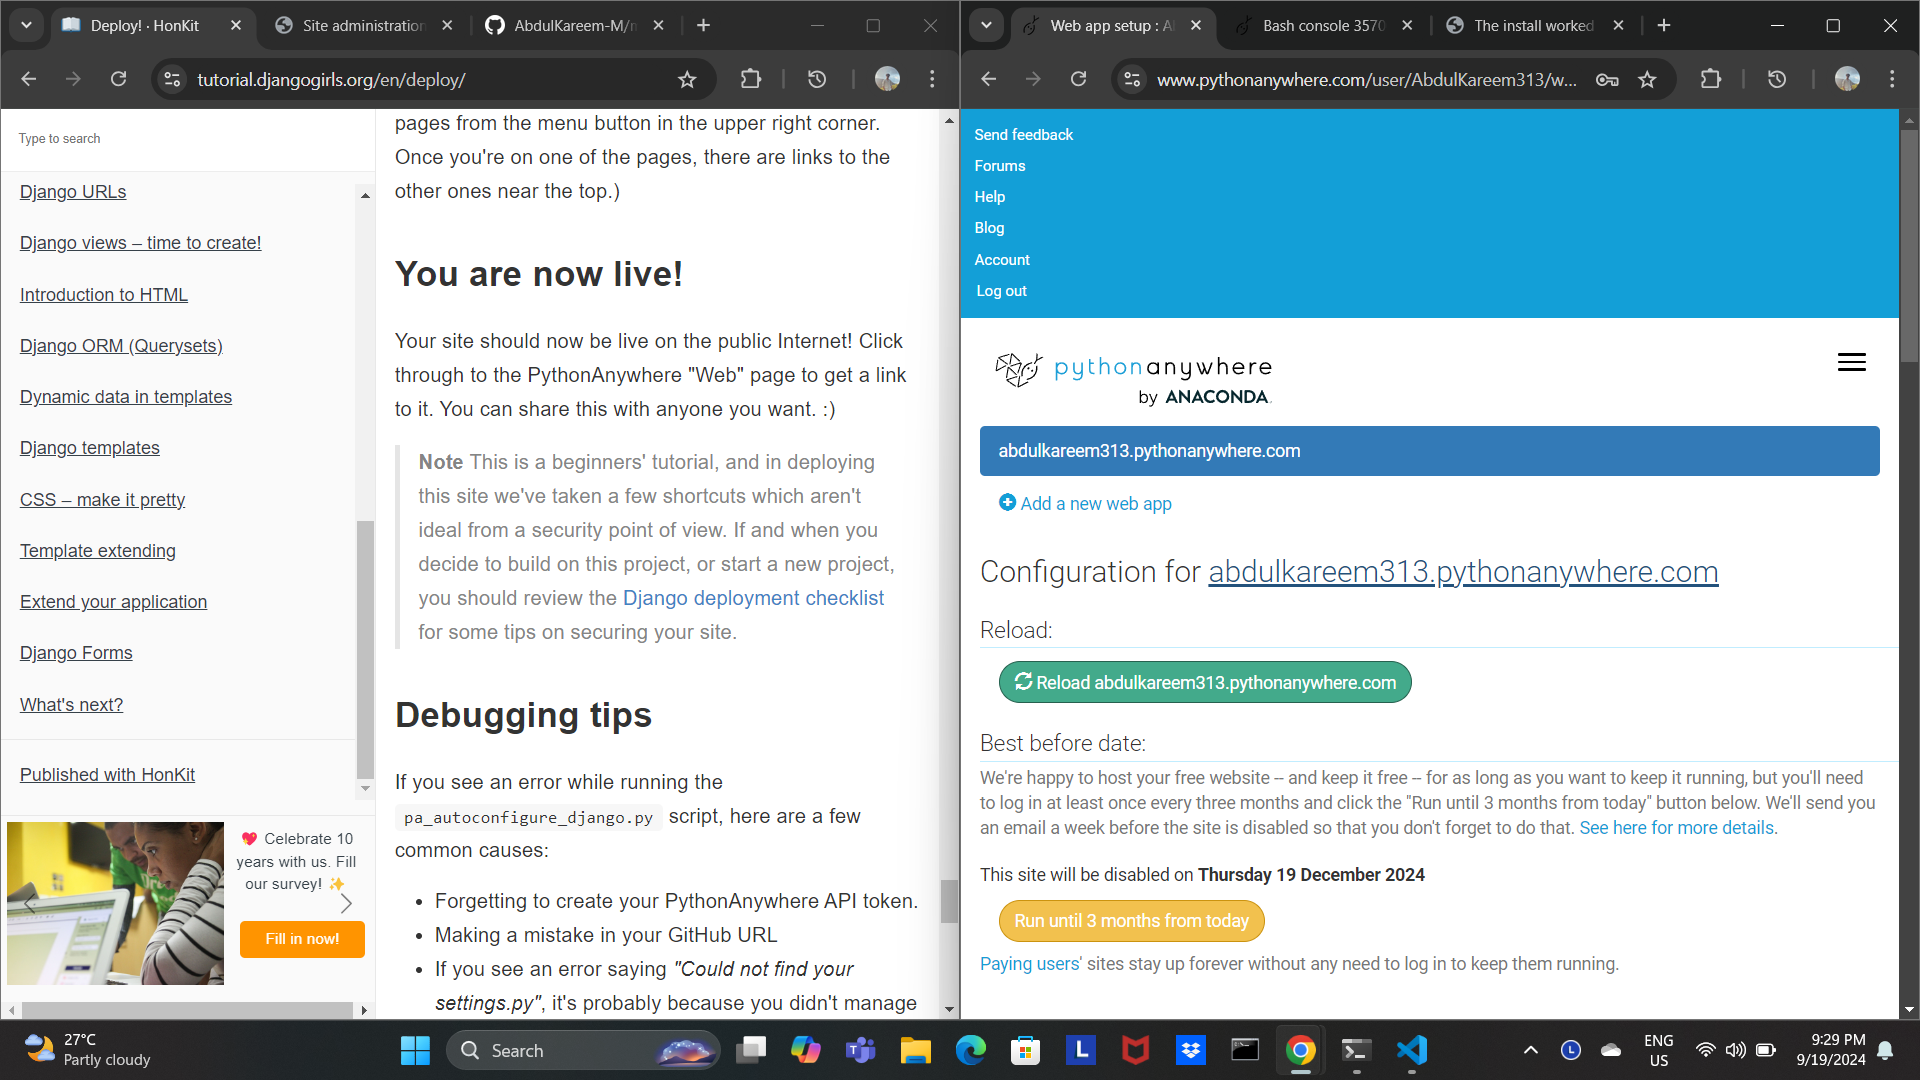 Deploy! · HonKit
Site administration
AbdulKareem-M/
tutorial.djangogirls.org/en/deploy/
Type to search
Django URLs
Django views – time to create!
Introduction to HTML
Django ORM (Querysets)
Dynamic data in templates
Django templates
CSS – make it pretty
Template extending
Extend your application
Django Forms
What's next?
Published with HonKit
💖 Celebrate 10
years with us. Fill
our survey! ✨
Fill in now!
pages from the menu button in the upper right corner.
Once you're on one of the pages, there are links to the
other ones near the top.)
You are now live!
Your site should now be live on the public Internet! Click
through to the PythonAnywhere "Web" page to get a link
to it. You can share this with anyone you want. :)
Note This is a beginners' tutorial, and in deploying
this site we've taken a few shortcuts which aren't
ideal from a security point of view. If and when you
decide to build on this project, or start a new project,
you should review the Django deployment checklist
for some tips on securing your site.
Debugging tips
If you see an error while running the
pa_autoconfigure_django.py script, here are a few
common causes:
• Forgetting to create your PythonAnywhere API token.
• Making a mistake in your GitHub URL
• If you see an error saying "Could not find your
settings.py", it's probably because you didn't manage
Web app setup : A
Bash console 3570
The install worked
www.pythonanywhere.com/user/AbdulKareem313/w...
Send feedback
Forums
Help
Blog
Account
Log out
pythonanywhere
by ANACONDA.
abdulkareem313.pythonanywhere.com
Add a new web app
Configuration for abdulkareem313.pythonanywhere.com
Reload:
Reload abdulkareem313.pythonanywhere.com
Best before date:
We're happy to host your free website -- and keep it free -- for as long as you want to keep it running, but you'll need
to log in at least once every three months and click the "Run until 3 months from today" button below. We'll send you
an email a week before the site is disabled so that you don't forget to do that. See here for more details.
This site will be disabled on Thursday 19 December 2024
Run until 3 months from today
Paying users' sites stay up forever without any need to log in to keep them running.
27°C
Partly cloudy
Search
L
L
ENG
US
9:29 PM
9/19/2024